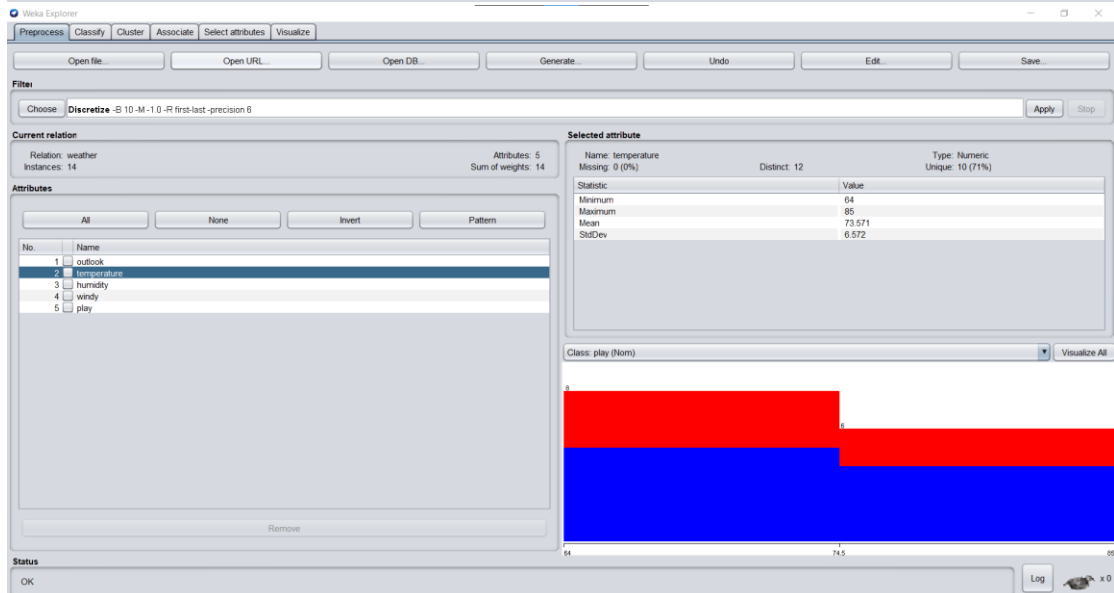 Weka Explorer
Preprocess Classify Cluster Associate Select attributes Visualize
Open file... Open URL... Open DB... Generate... Undo Edit... Save...
Filter
Choose Discretize -B 10 -M -1.0 -R first-last -precision 6 Apply Stop
Current relation
Relation: weather Attributes: 5
Instances: 14 Sum of weights: 14
Attributes
All None Invert Pattern
No. Name
1 outlook
2 temperature
3 humidity
4 windy
5 play
Remove
Selected attribute
Name: temperature Type: Numeric
Missing: 0 (0%) Distinct: 12 Unique: 10 (71%)
Statistic Value
Minimum 64
Maximum 85
Mean 73.571
StdDev 6.572
Class: play (Nom) Visualize All
8
6
64 74.5 85
Status
OK Log x 0